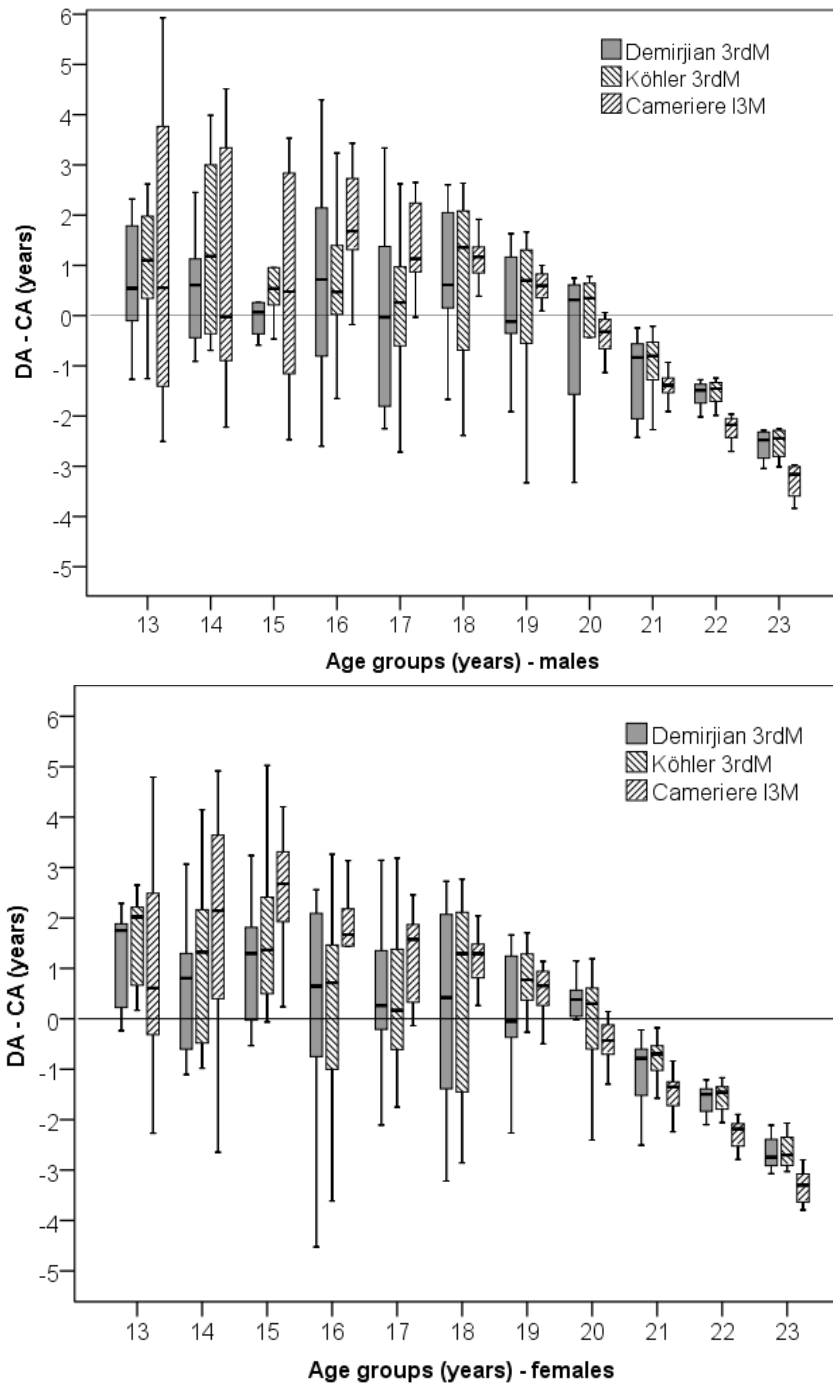 6
5
4
3
2
1
0
-1
-2
-3
-4
-5
DA - CA (years)
Demirjian 3rdM
Köhler 3rdM
Cameriere I3M
13 14 15 16 17 18 19 20 21 22 23
Age groups (years) - males
6
5
4
3
2
1
0
-1
-2
-3
-4
-5
DA - CA (years)
Demirjian 3rdM
Köhler 3rdM
Cameriere I3M
13 14 15 16 17 18 19 20 21 22 23
Age groups (years) - females